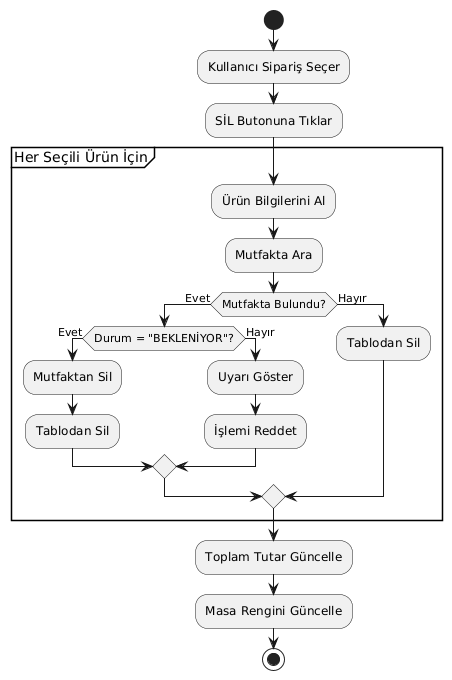 Kullanıcı Sipariş Seçer
SİL Butonuna Tıklar
Her Seçili Ürün İçin
Ürün Bilgilerini Al
Mutfakta Ara
Evet
Mutfakta Bulundu?
Hayır
Evet
Durum = "BEKLENİYOR"?
Hayır
Tablodan Sil
Mutfaktan Sil
Uyarı Göster
Tablodan Sil
İşlemi Reddet
Toplam Tutar Güncelle
Masa Rengini Güncelle